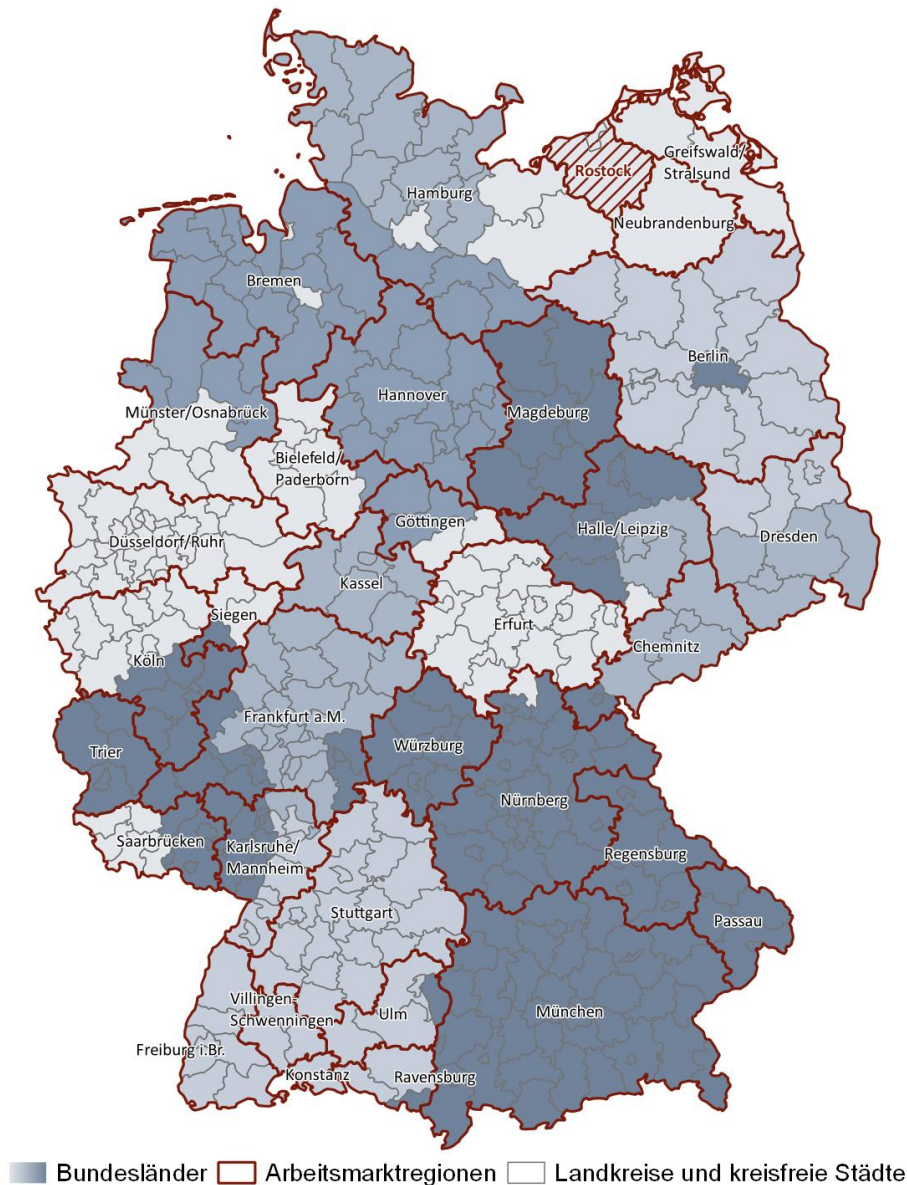 Greifswald/
Stralsund
Rostock
Hamburg
Neubrandenburg
Bremen
Berlin
Hannover
Münster/Osnabrück
Magdeburg
Bielefeld/
Paderborn
Göttingen
Halle/Leipzig
Düsseldorf/Ruhr
Dresden
Kassel
Siegen
Erfurt
Köln
Chemnitz
Frankfurt a.M.
Trier
Würzburg
Nürnberg
Saarbrücken
Karlsruhe/
Mannheim
Regensburg
Stuttgart
Passau
Villingen-
Schwenningen
Ulm
München
Freiburg i.Br.
Konstanz
Ravensburg
Bundesländer Arbeitsmarktregionen Landkreise und kreisfreie Städte